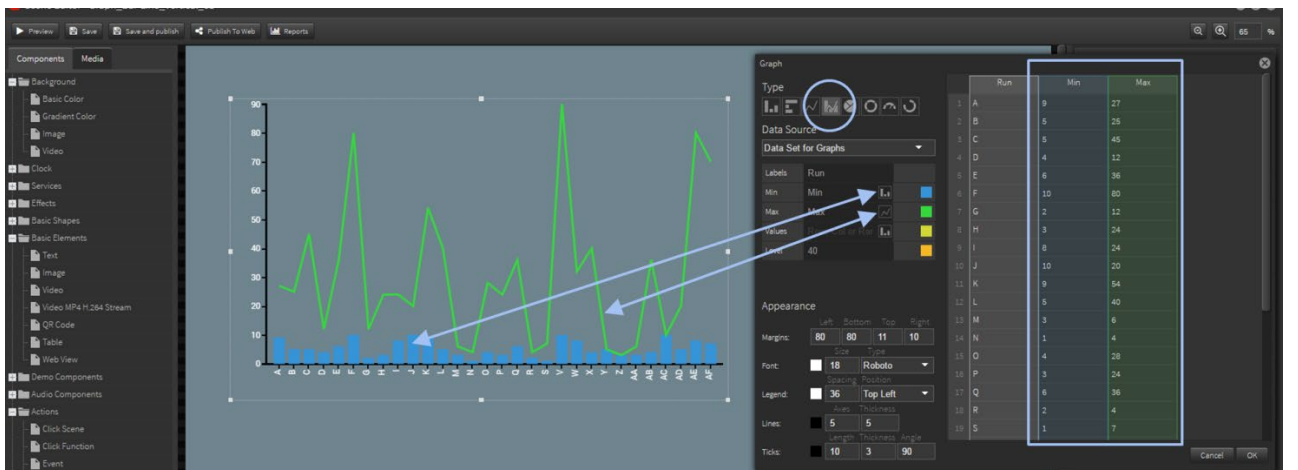 Preview Save Save and publish Publish To Web Reports 65 %
Components Media
Background
Basic Color
Gradient Color
Image
Video
Clock
Services
Effects
Basic Shapes
Basic Elements
Text
Image
Video
Video MP4 H.264 Stream
QR Code
Table
Web View
Demo Components
Audio Components
Actions
Click Scene
Click Function
Event
90
80
70
60
50
40
30
20
10
0
A B C D E F G H I J K L M N O P Q R S V W X Y Z AA AB AC AD AE AF
Graph
Type
Data Source
Data Set for Graphs
Labels Run
Min Min
Max Max
Values
Level 40
Appearance
Left Bottom Top Right
Margins: 80 80 11 10
Size Type
Font: 18 Roboto
Spacing Position
Legend: 36 Top Left
Axes Thickness
Lines: 5 5
Length Thickness Angle
Ticks: 10 3 90
Run Min Max
1 A 9 27
2 B 5 25
3 C 5 45
4 D 4 12
5 E 6 36
6 F 10 80
7 G 2 12
8 H 3 24
9 I 8 24
10 J 10 20
11 K 9 54
12 L 5 40
13 M 3 6
14 N 1 4
15 O 4 28
16 P 3 24
17 Q 6 36
18 R 2 4
19 S 1 7
Cancel OK